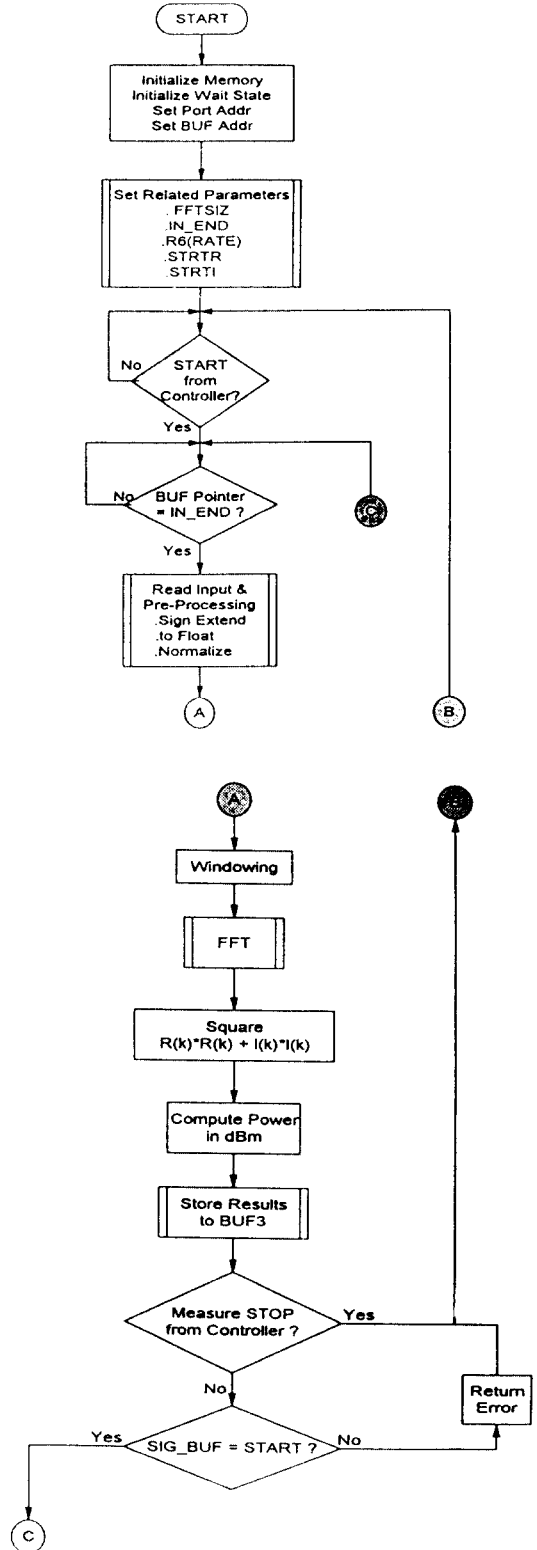 START
Initialize Memory
Initialize Wait State
Set Port Addr
Set BUF Addr
Set Related Parameters
.FFTSIZ
.IN_END
.R6(RATE)
.STRTR
.STRTI
No
START
from
Controller?
Yes
No
BUF Pointer
= IN_END ?
C
Yes
Read Input &
Pre-Processing
.Sign Extend
.to Float
.Normalize
A
B
A
B
Windowing
FFT
Square
R(k)*R(k) + I(k)*I(k)
Compute Power
in dBm
Store Results
to BUF3
Measure STOP
from Controller ?
Yes
No
Return
Error
Yes
SIG_BUF = START ?
No
C